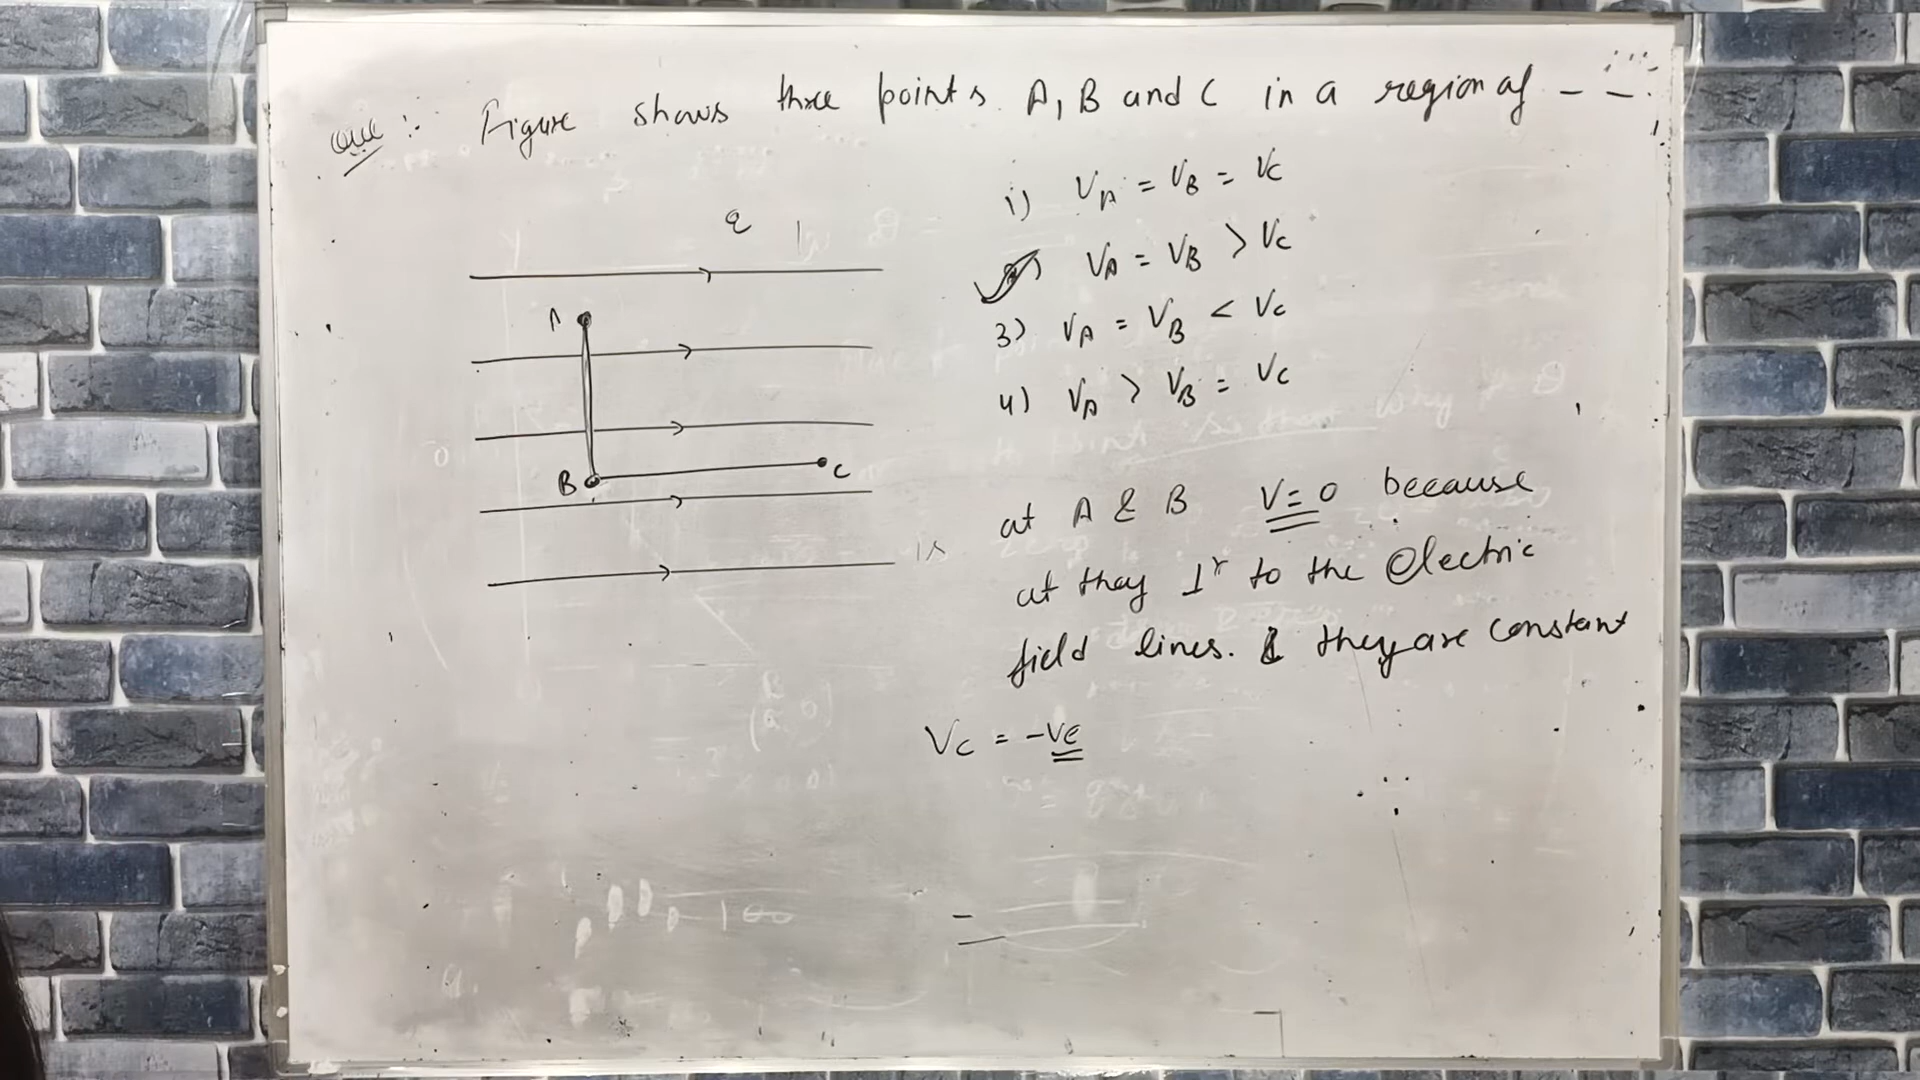 Que:. Figure shows three points A, B and C in a region of - - .
ε
A
B
C
1) VA = VB = VC
2) VA = VB > VC
3) VA = VB < VC
4) VA > VB = VC
at A & B V=0 because
at they ⊥r to the electric
field lines. & they are constant
VC = -ve